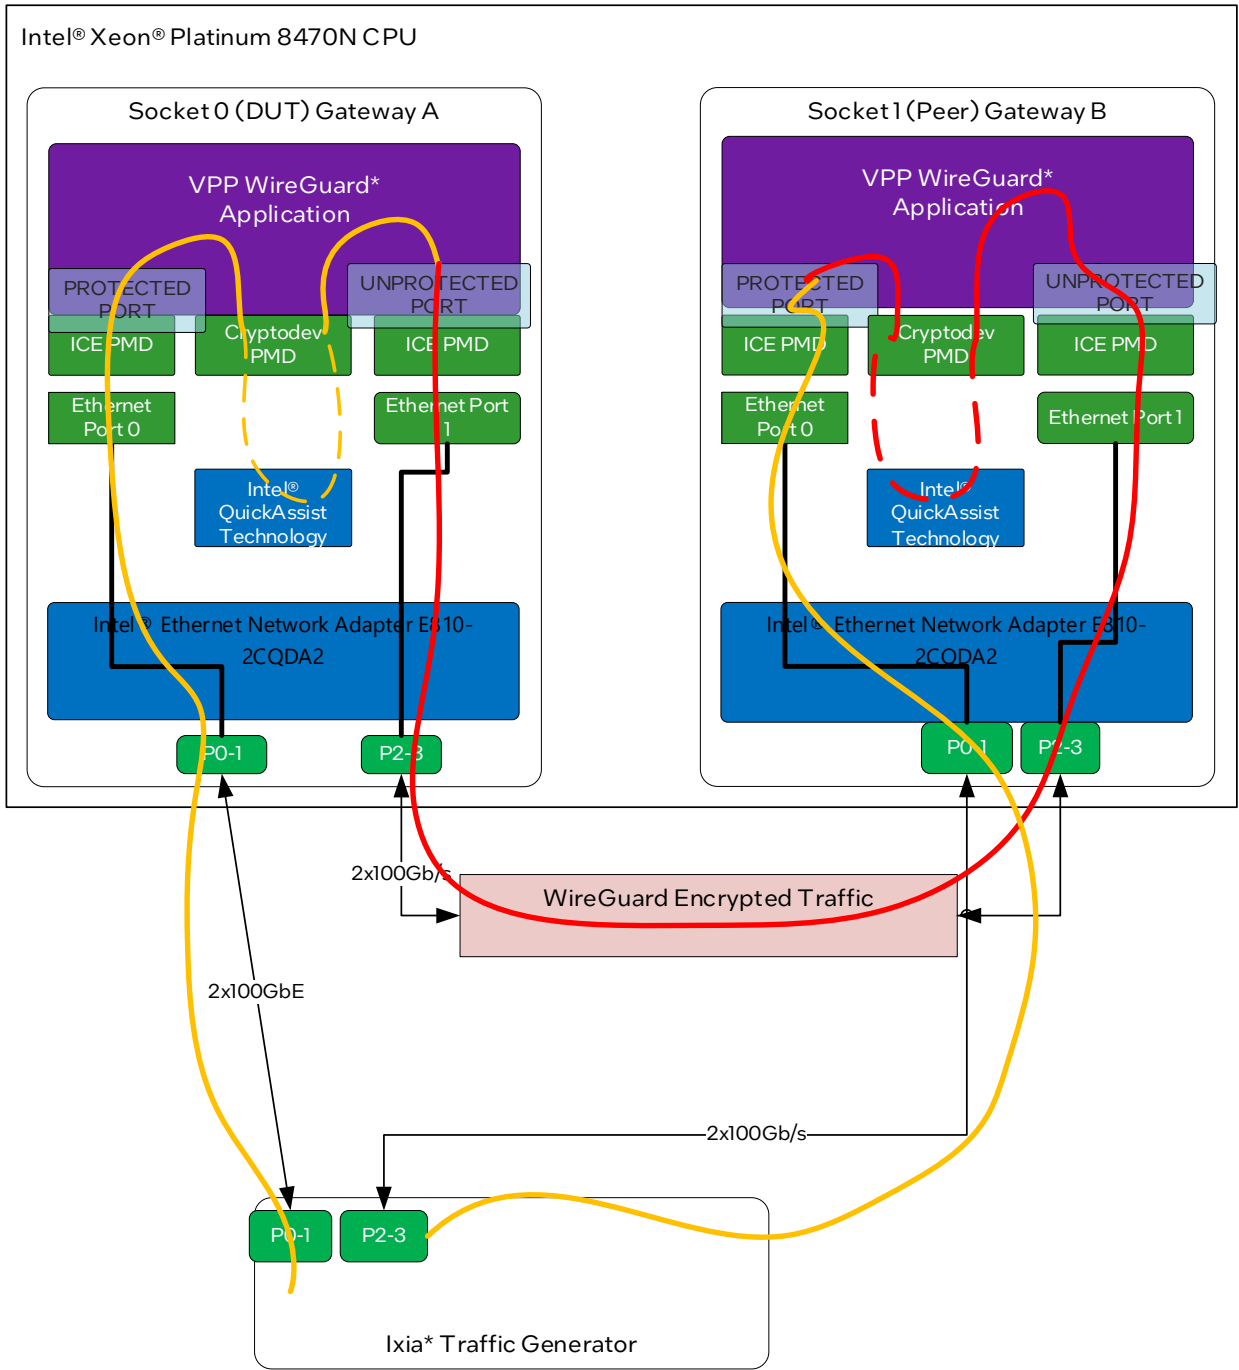 Intel® Xeon® Platinum 8470N CPU
Socket 0 (DUT) Gateway A
VPP WireGuard*
Application
PROTECTED
PORT
UNPROTECTED
PORT
ICE PMD
Cryptodev
PMD
ICE PMD
Ethernet
Port 0
Ethernet Port
1
Intel®
QuickAssist
Technology
Intel® Ethernet Network Adapter E810-
2CQDA2
P0-1
P2-3
Socket 1 (Peer) Gateway B
VPP WireGuard*
Application
PROTECTED
PORT
UNPROTECTED
PORT
ICE PMD
Cryptodev
PMD
ICE PMD
Ethernet
Port 0
Ethernet Port 1
Intel®
QuickAssist
Technology
Intel® Ethernet Network Adapter E810-
2CQDA2
P0-1
P2-3
2x100Gb/s
WireGuard Encrypted Traffic
2x100GbE
2x100Gb/s
P0-1
P2-3
Ixia* Traffic Generator